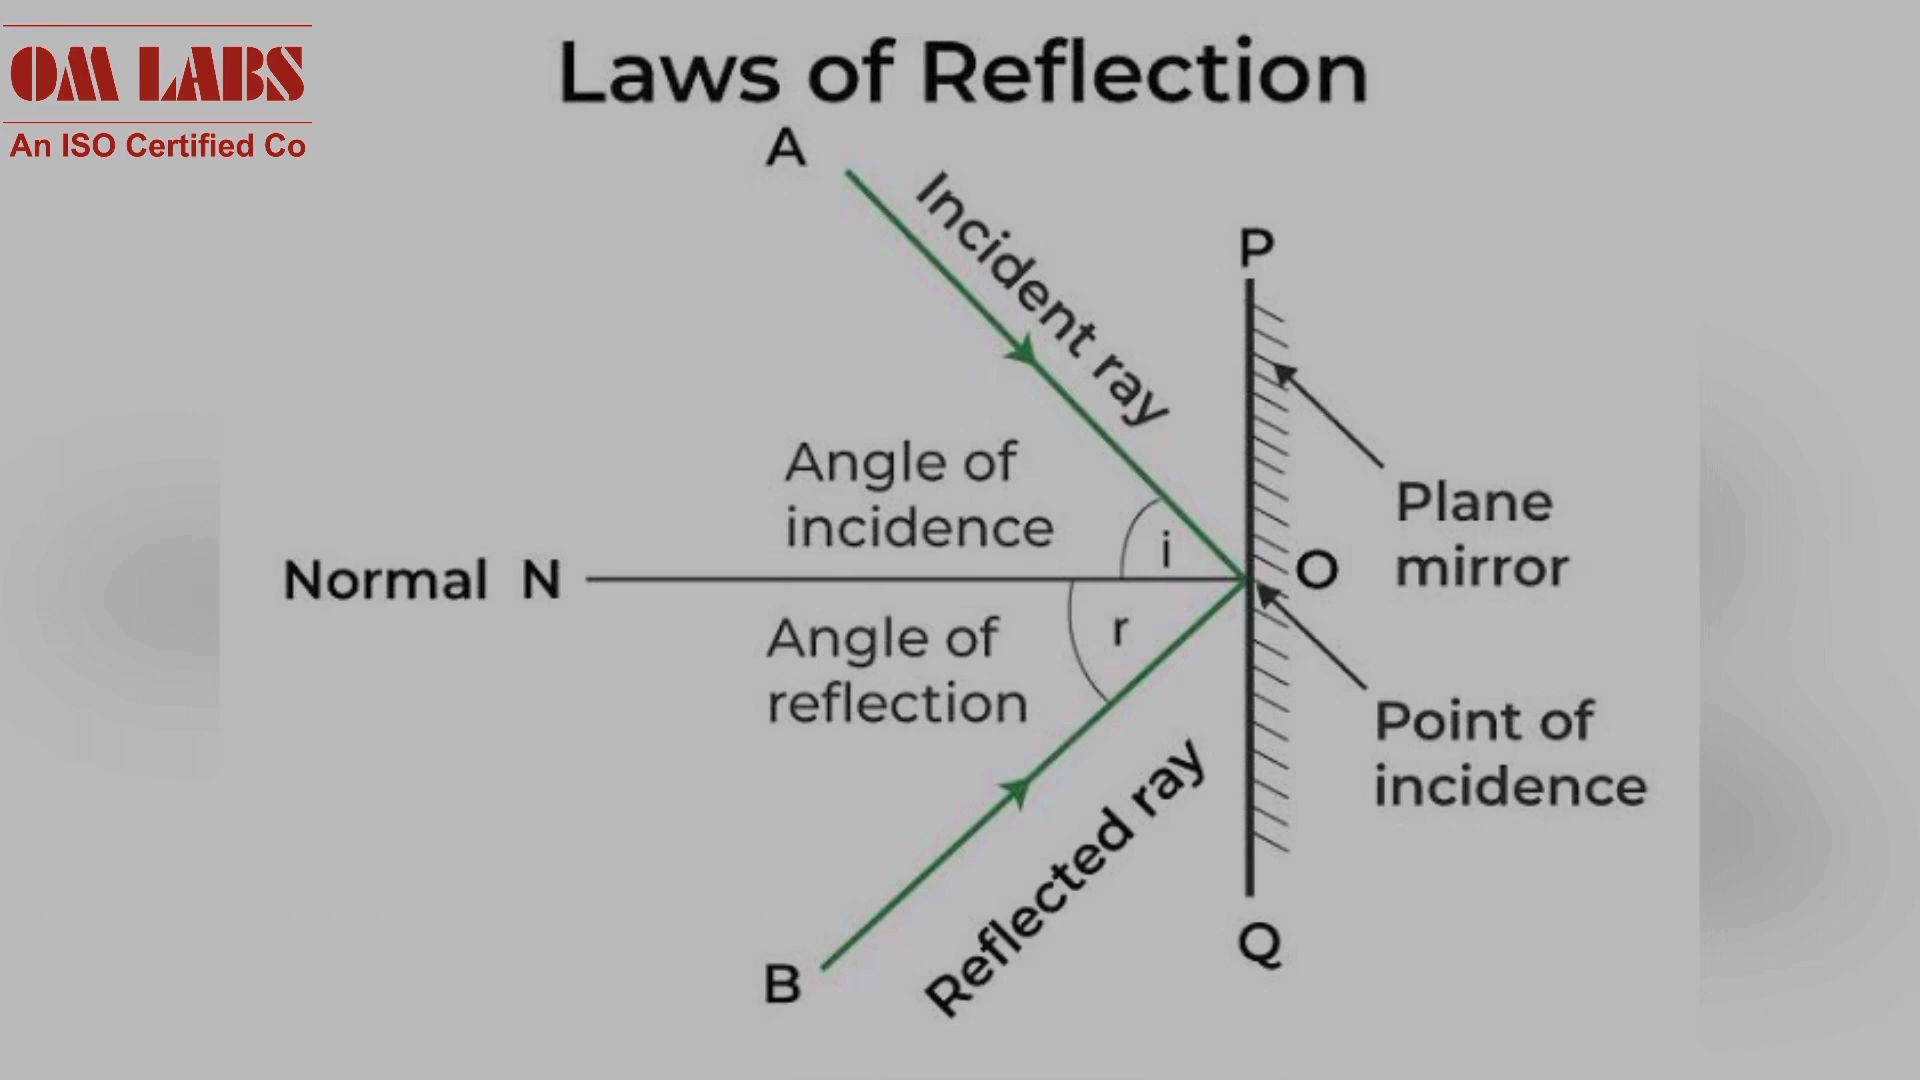 OM LABS
An ISO Certified Co
Laws of Reflection
A
Incident ray
P
Angle of
incidence
i
Plane
mirror
Normal N
O
Angle of
reflection
r
Point of
incidence
Reflected ray
B
Q